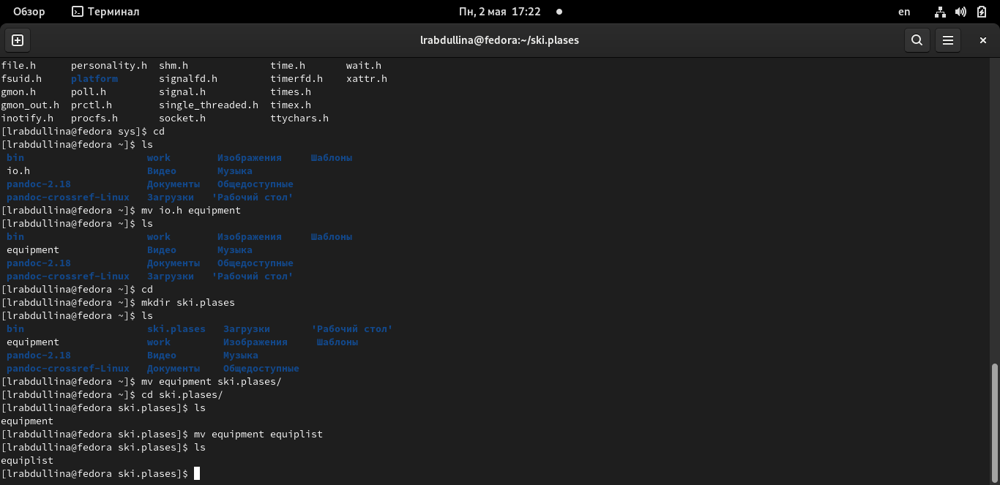 Обзор Терминал Пн, 2 мая 17:22 en
lrabdullina@fedora:~/ski.plases
file.h personality.h shm.h time.h wait.h
fsuid.h platform signalfd.h timerfd.h xattr.h
gmon.h poll.h signal.h times.h
gmon_out.h prctl.h single_threaded.h timex.h
inotify.h procfs.h socket.h ttychars.h
[lrabdullina@fedora sys]$ cd
[lrabdullina@fedora ~]$ ls
bin work Изображения Шаблоны
io.h Видео Музыка
pandoc-2.18 Документы Общедоступные
pandoc-crossref-Linux Загрузки 'Рабочий стол'
[lrabdullina@fedora ~]$ mv io.h equipment
[lrabdullina@fedora ~]$ ls
bin work Изображения Шаблоны
equipment Видео Музыка
pandoc-2.18 Документы Общедоступные
pandoc-crossref-Linux Загрузки 'Рабочий стол'
[lrabdullina@fedora ~]$ cd
[lrabdullina@fedora ~]$ mkdir ski.plases
[lrabdullina@fedora ~]$ ls
bin ski.plases Загрузки 'Рабочий стол'
equipment work Изображения Шаблоны
pandoc-2.18 Видео Музыка
pandoc-crossref-Linux Документы Общедоступные
[lrabdullina@fedora ~]$ mv equipment ski.plases/
[lrabdullina@fedora ~]$ cd ski.plases/
[lrabdullina@fedora ski.plases]$ ls
equipment
[lrabdullina@fedora ski.plases]$ mv equipment equiplist
[lrabdullina@fedora ski.plases]$ ls
equiplist
[lrabdullina@fedora ski.plases]$